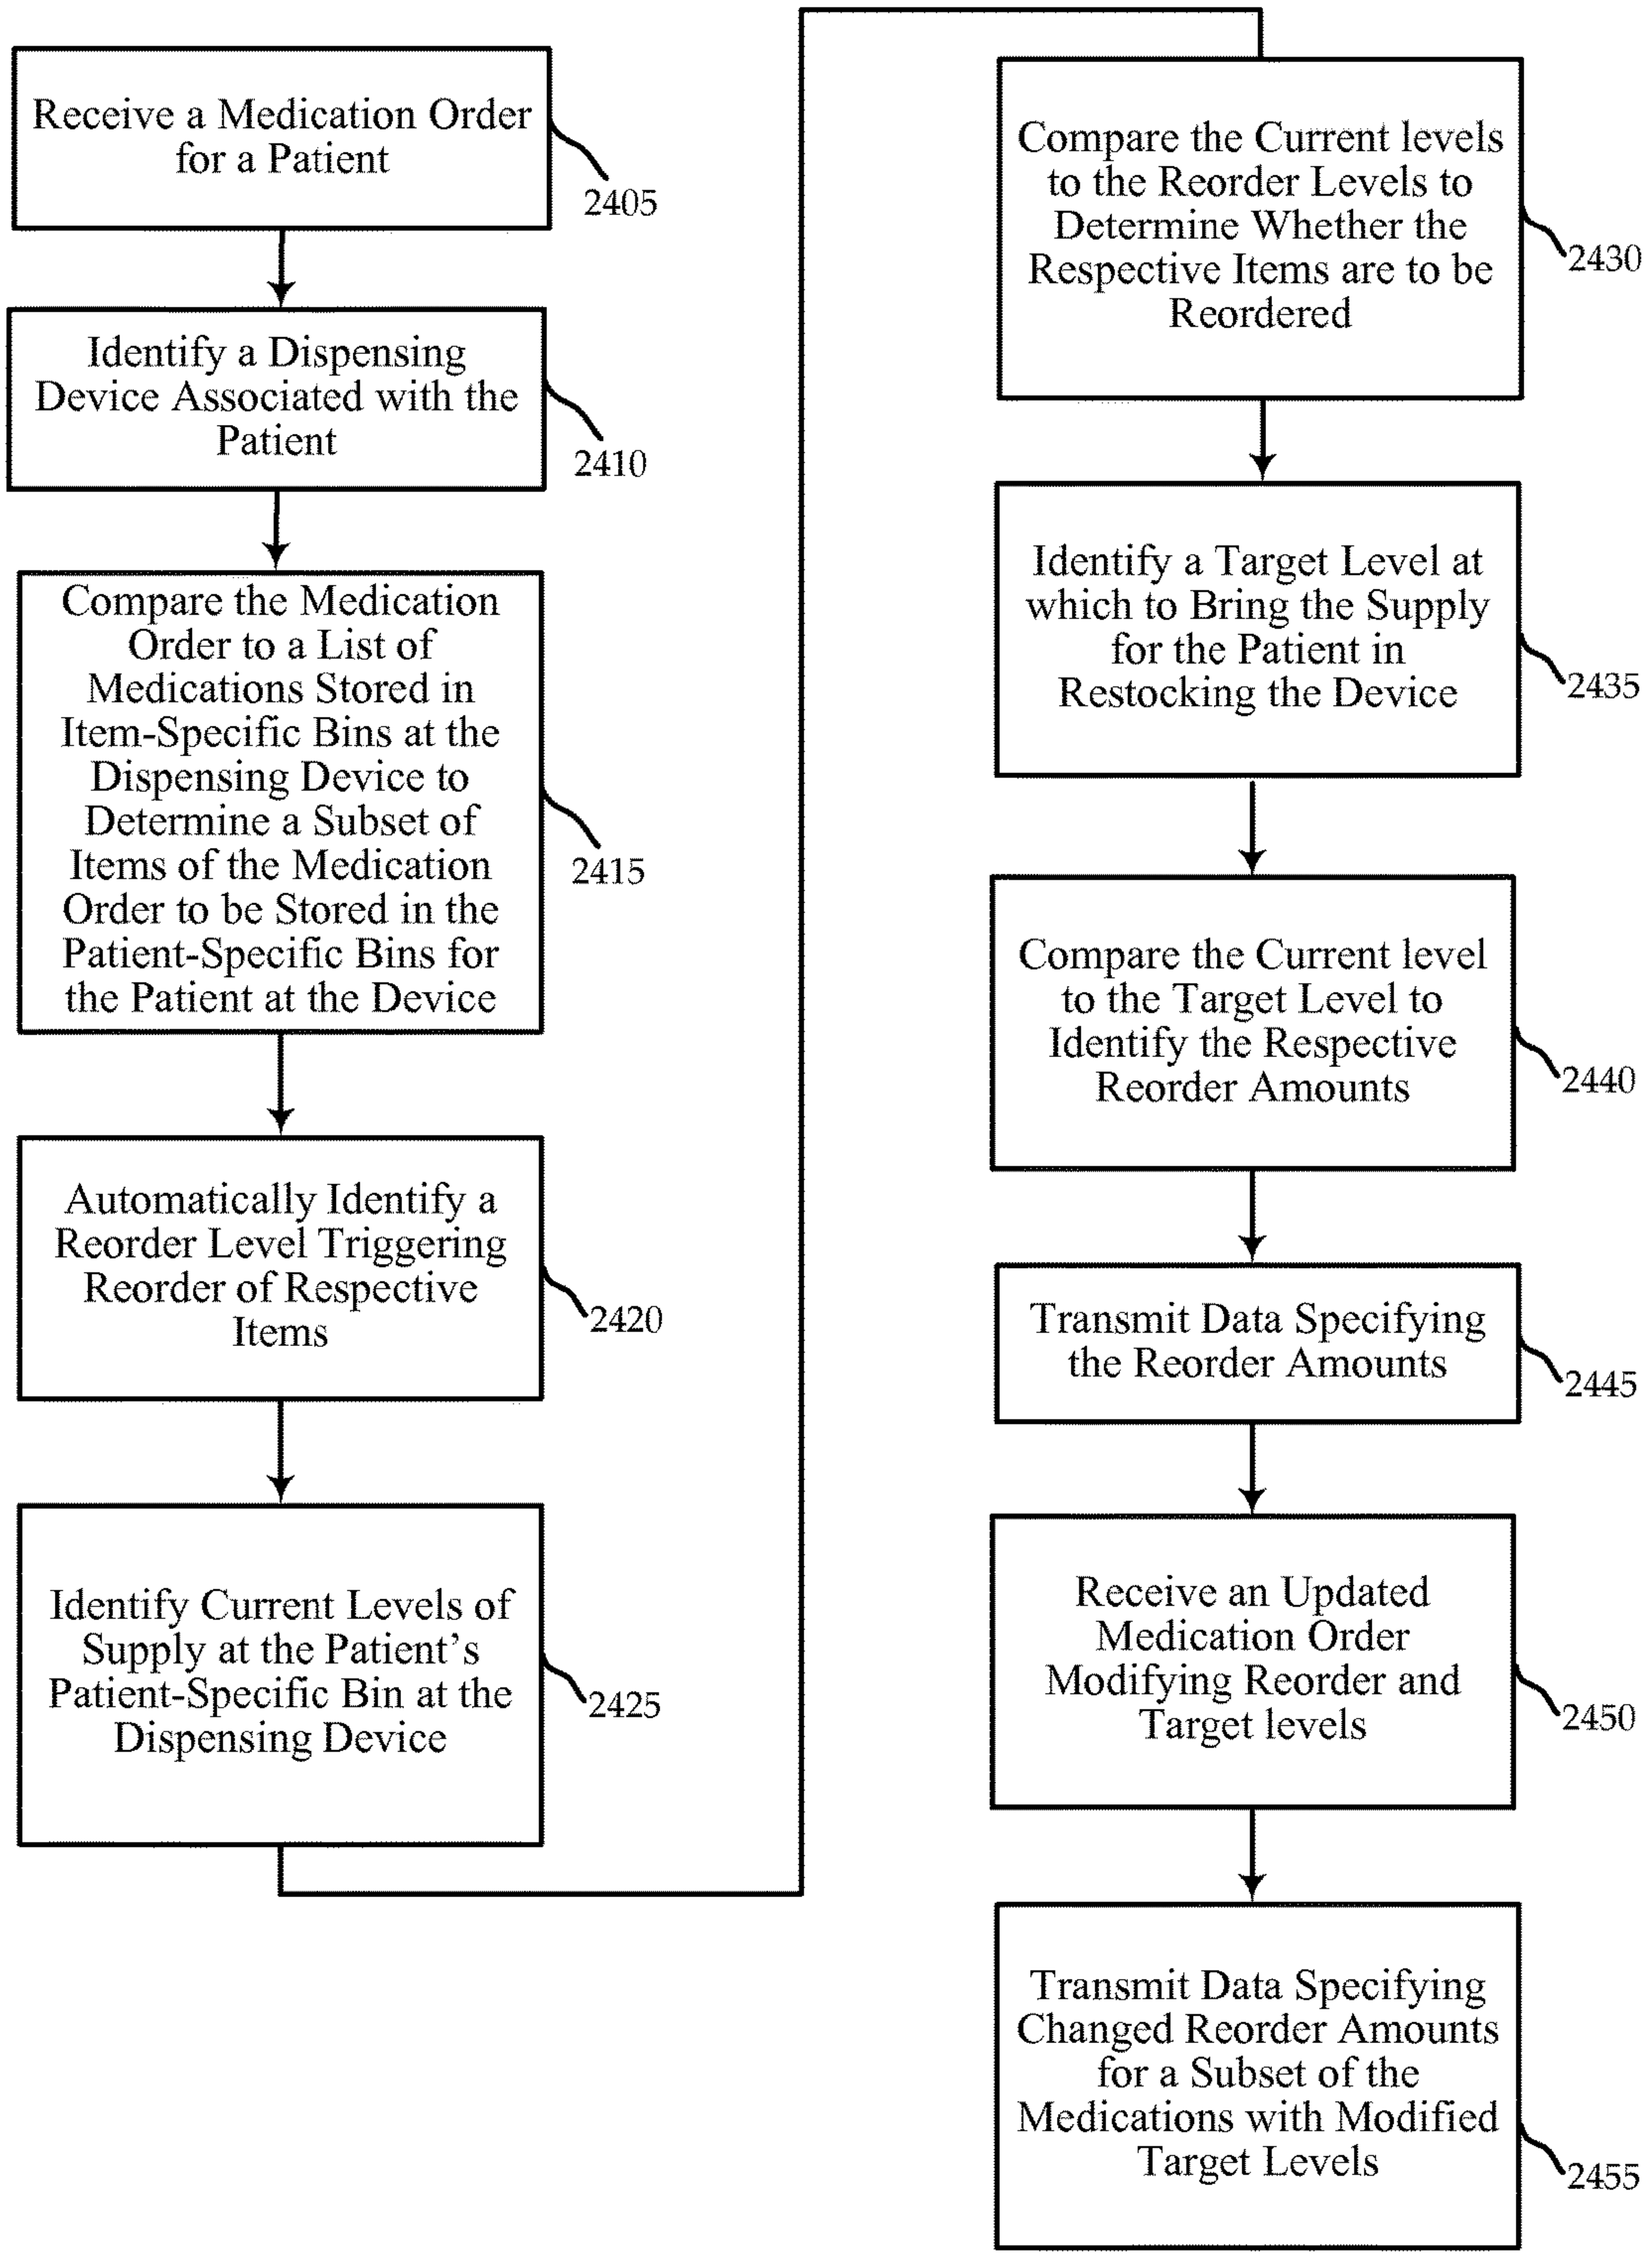 Receive a Medication Order
for a Patient
2405
Identify a Dispensing
Device Associated with the
Patient
2410
Compare the Medication
Order to a List of
Medications Stored in
Item-Specific Bins at the
Dispensing Device to
Determine a Subset of
Items of the Medication
Order to be Stored in the
Patient-Specific Bins for
the Patient at the Device
2415
Automatically Identify a
Reorder Level Triggering
Reorder of Respective
Items
2420
Identify Current Levels of
Supply at the Patient's
Patient-Specific Bin at the
Dispensing Device
2425
Compare the Current levels
to the Reorder Levels to
Determine Whether the
Respective Items are to be
Reordered
2430
Identify a Target Level at
which to Bring the Supply
for the Patient in
Restocking the Device
2435
Compare the Current level
to the Target Level to
Identify the Respective
Reorder Amounts
2440
Transmit Data Specifying
the Reorder Amounts
2445
Receive an Updated
Medication Order
Modifying Reorder and
Target levels
2450
Transmit Data Specifying
Changed Reorder Amounts
for a Subset of the
Medications with Modified
Target Levels
2455